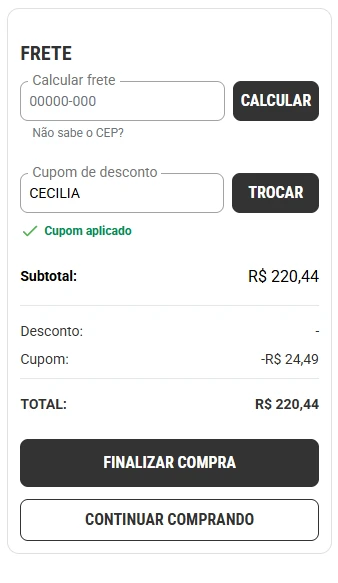 FRETE
Calcular frete
00000-000
CALCULAR
Não sabe o CEP?
Cupom de desconto
CECILIA
TROCAR
Cupom aplicado
Subtotal: R$ 220,44
Desconto: -
Cupom: -R$ 24,49
TOTAL: R$ 220,44
FINALIZAR COMPRA
CONTINUAR COMPRANDO